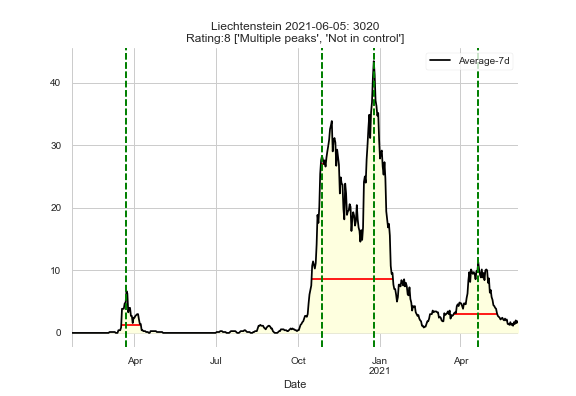 Liechtenstein 2021-06-05: 3020
Rating:8 ['Multiple peaks', 'Not in control']
Average-7d
40
30
20
10
0
Apr
Jul
Oct
Jan
2021
Apr
Date